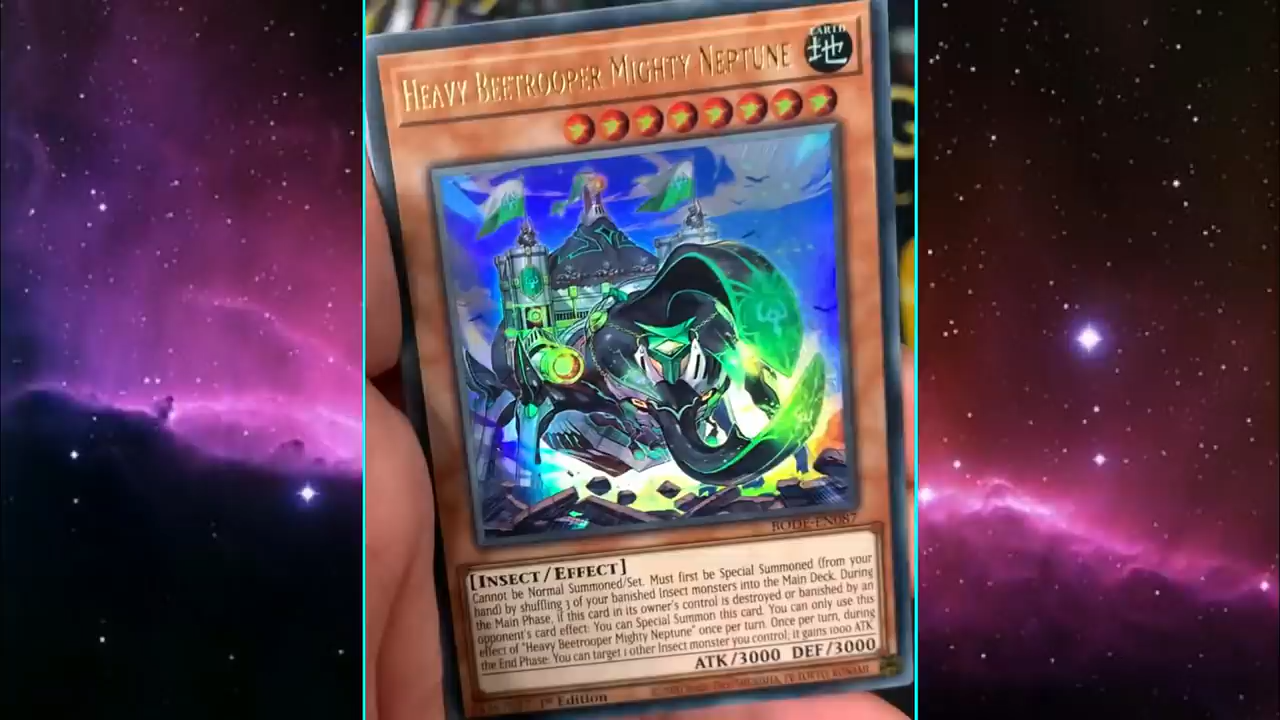 HEAVY BEETROOPER MIGHTY NEPTUNE
EARTH
地
BODE-EN087
[INSECT/EFFECT]
Cannot be Normal Summoned/Set. Must first be Special Summoned (from your
hand) by shuffling 3 of your banished Insect monsters into the Main Deck. During
the Main Phase, if this card in its owner's control is destroyed or banished by an
opponent's card effect: You can Special Summon this card. You can only use this
effect of "Heavy Beetrooper Mighty Neptune" once per turn. Once per turn, during
the End Phase: You can target 1 other Insect monster you control; it gains 1000 ATK.
ATK/3000 DEF/3000
1st Edition